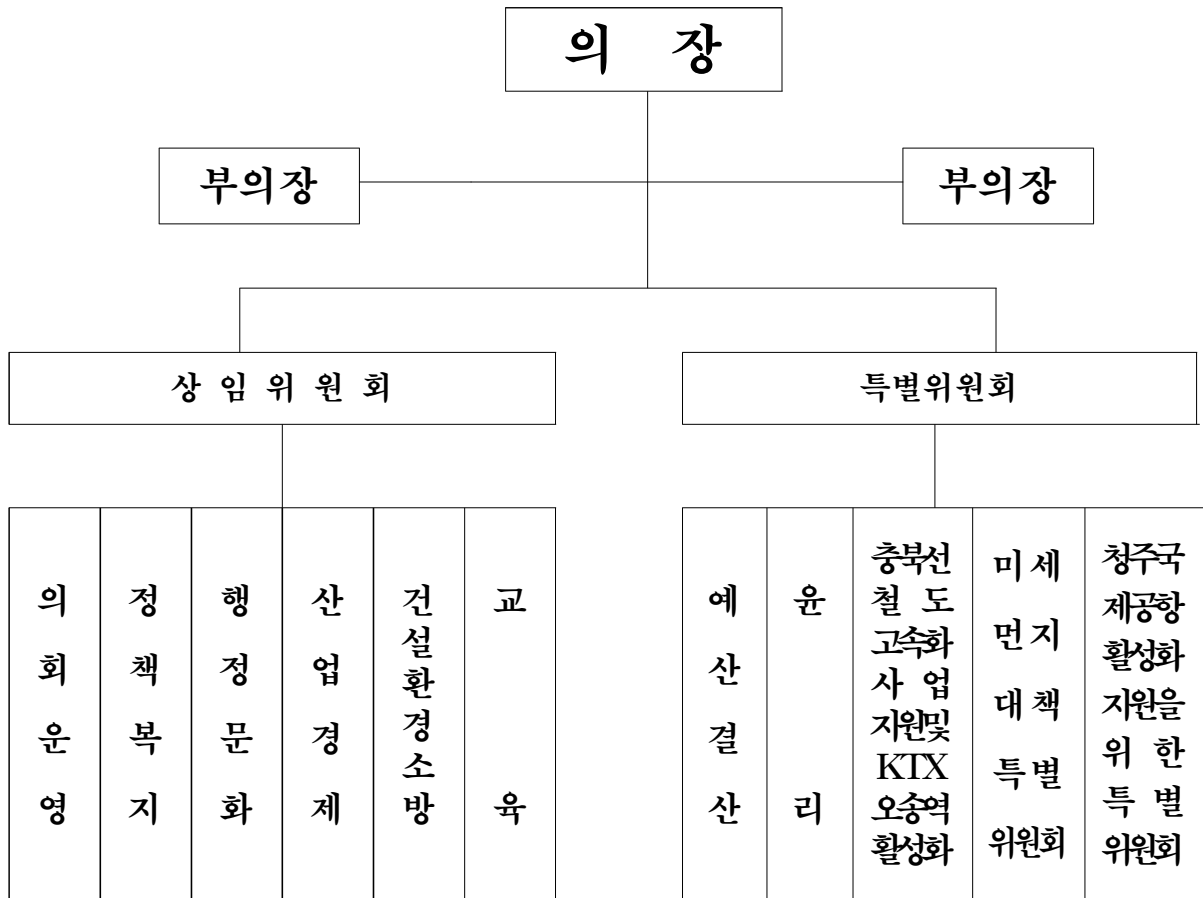 의 장
부의장
부의장
상 임 위 원 회
특별위원회
의회운영
정책복지
행정문화
산업경제
건설환경소방
교육
예산결산
윤리
충북선
철 도
고속화
사 업
지원및
KTX
오송역
활성화
미 세
먼 지
대 책
특 별
위원회
청주국
제공항
활성화
지원을
위 한
특 별
위원회